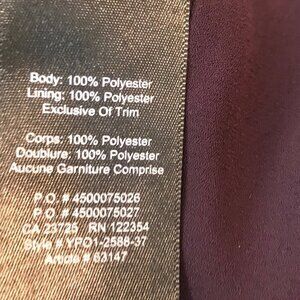 Body: 100% Polyester
Lining: 100% Polyester
Exclusive Of Trim
Corps: 100% Polyester
Doublure: 100% Polyester
Aucune Garniture Comprise
P.O. # 4500075026
P.O. # 4500075027
CA 23725 RN 122354
Style # YPO1-2586-37
Article # 63147